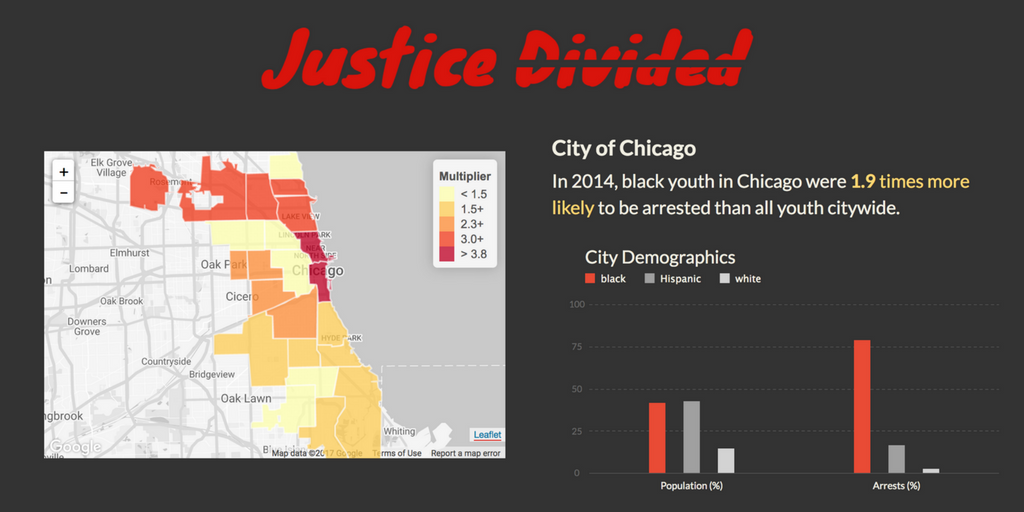 Justice Divided
+
−
Elk Grove
Village
Rosemont
LAKE VIEW
LINCOLN PARK
NEAR
NORTH SIDE
Elmhurst
Lombard
Oak Park
Chicago
on
Oak Brook
Cicero
Downers
Grove
HYDE PARK
Countryside
Bridgeview
Oak Lawn
ngbrook
Whiting
Google
ville
Leaflet
Map data ©2017 Google
Terms of Use
Report a map error
Multiplier
< 1.5
1.5+
2.3+
3.0+
> 3.8
City of Chicago
In 2014, black youth in Chicago were 1.9 times more
likely to be arrested than all youth citywide.
City Demographics
black Hispanic white
100
75
50
25
0
Population (%) Arrests (%)